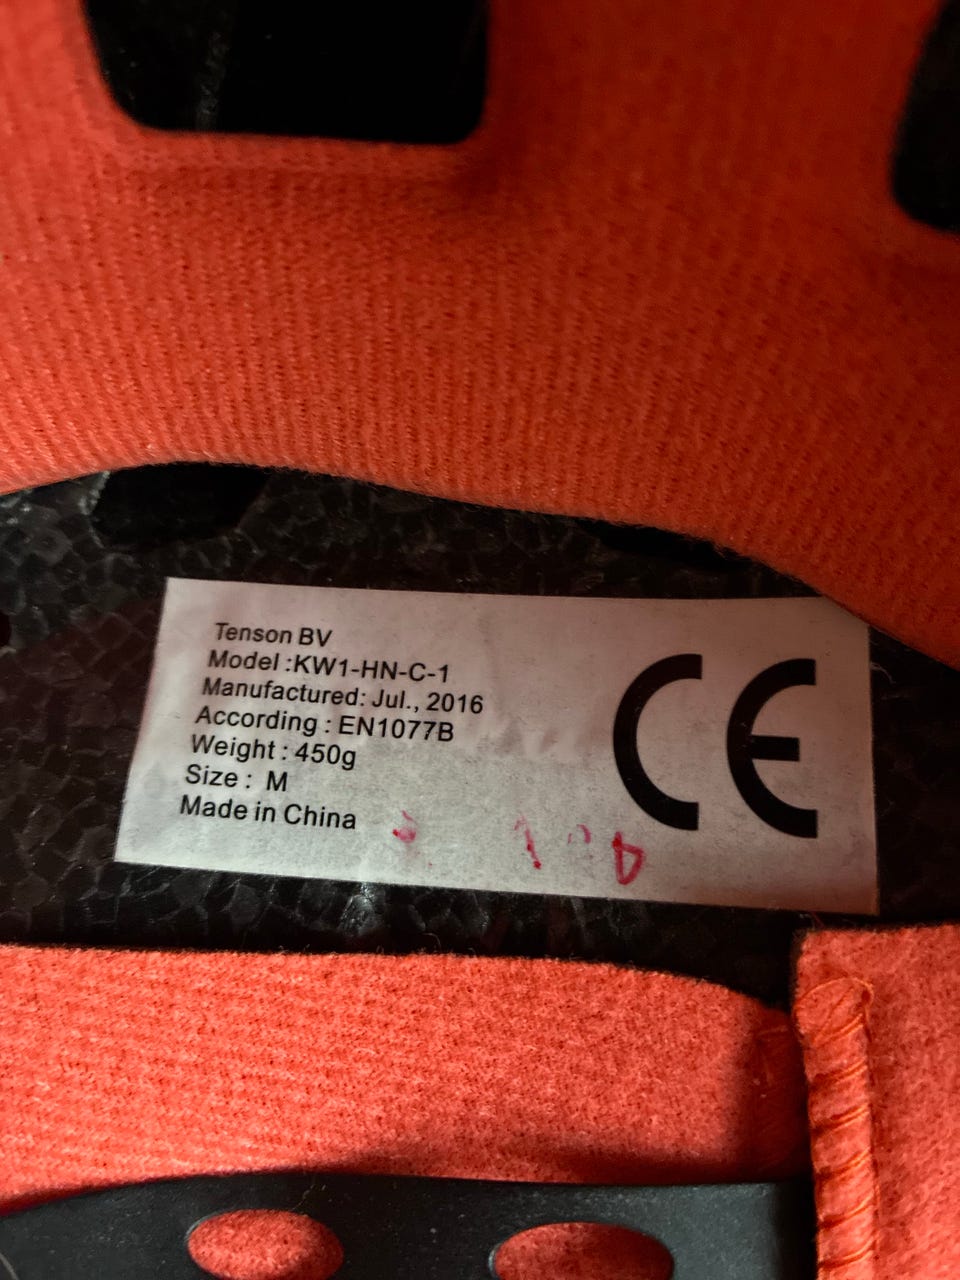 Tenson BV
Model :KW1-HN-C-1
Manufactured: Jul., 2016
According : EN1077B
Weight : 450g
Size : M
Made in China
CE